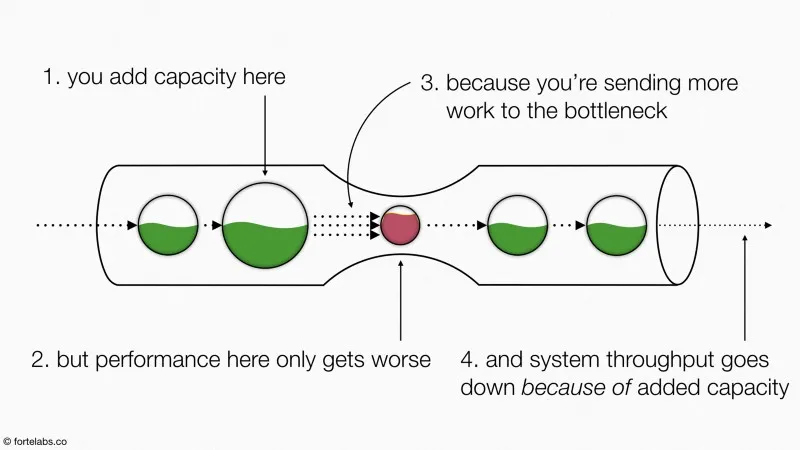 1. you add capacity here
3. because you’re sending more
work to the bottleneck
2. but performance here only gets worse
4. and system throughput goes
down because of added capacity
© fortelabs.co